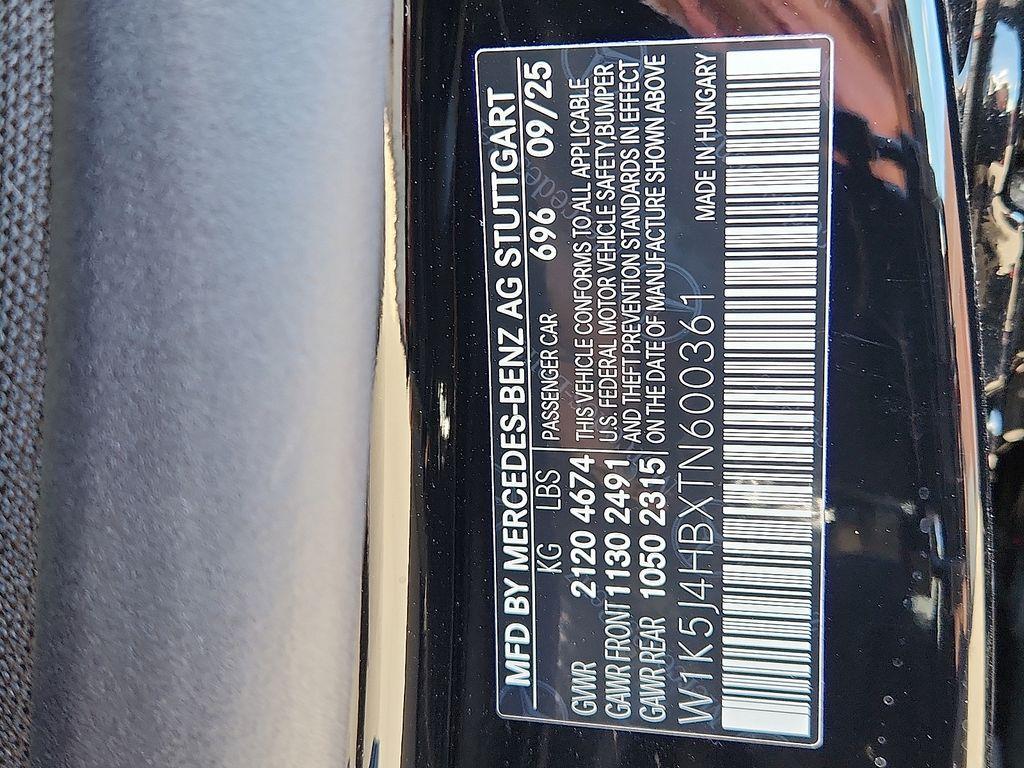 MFD BY MERCEDES-BENZ AG STUTTGART
KG LBS PASSENGER CAR 696 09/25
GVWR 2120 4674 THIS VEHICLE CONFORMS TO ALL APPLICABLE
GAWR FRONT 1130 2491 U.S. FEDERAL MOTOR VEHICLE SAFETY,BUMPER
GAWR REAR 1050 2315 AND THEFT PREVENTION STANDARDS IN EFFECT
ON THE DATE OF MANUFACTURE SHOWN ABOVE
W1K5J4HBXTN600361 MADE IN HUNGARY